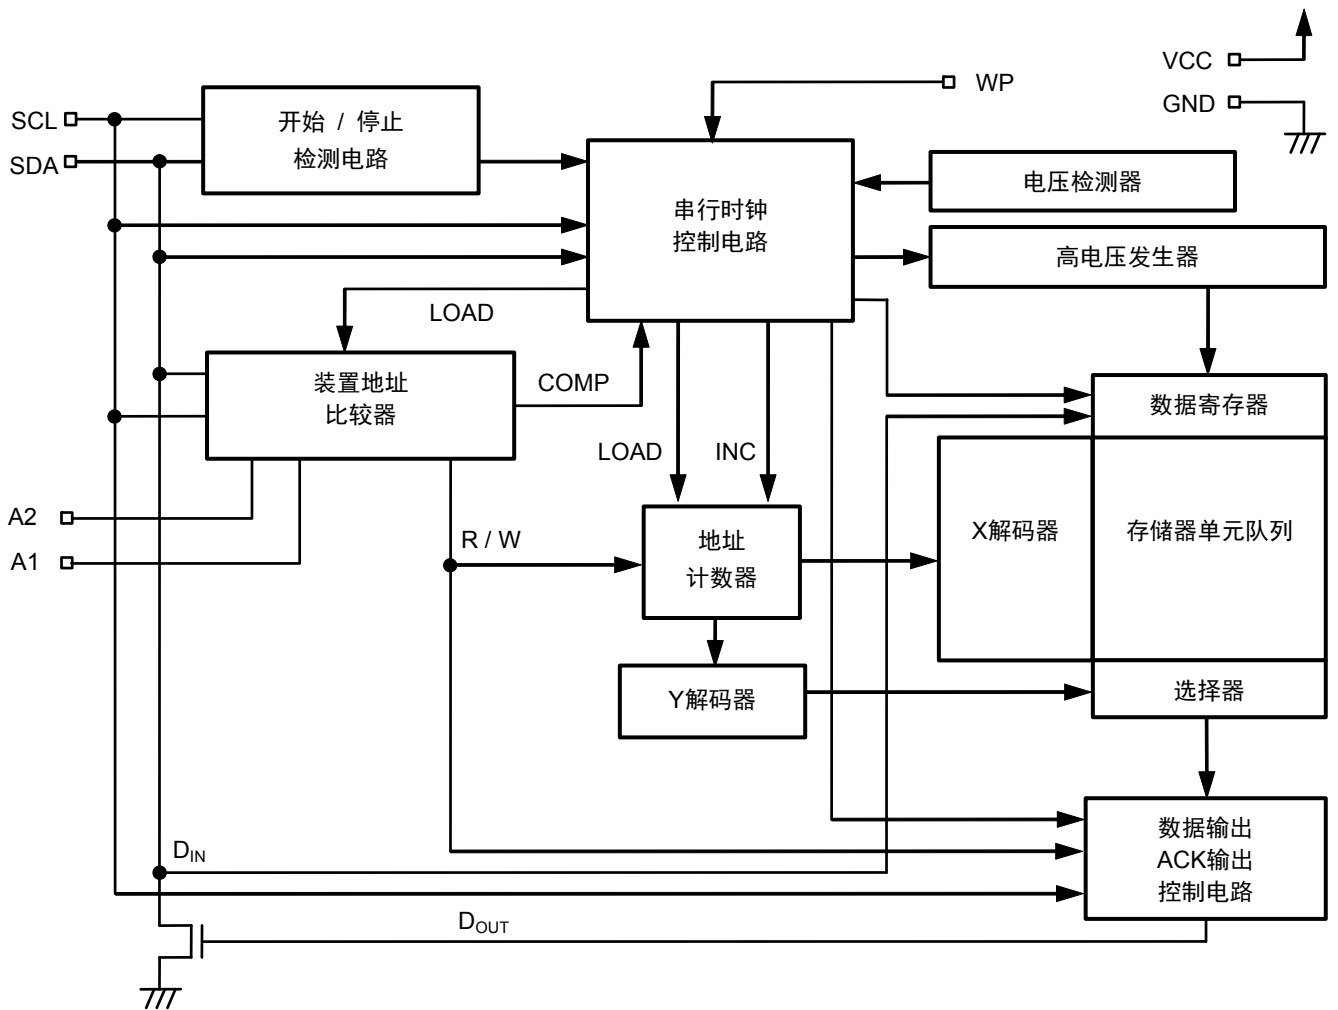 VCC
WP
GND
SCL
SDA
开始 / 停止
检测电路
电压检测器
串行时钟
控制电路
高电压发生器
LOAD
装置地址
比较器
COMP
数据寄存器
LOAD
INC
A2
A1
R / W
地址
计数器
X解码器
存储器单元队列
Y解码器
选择器
数据输出
ACK输出
控制电路
DIN
DOUT